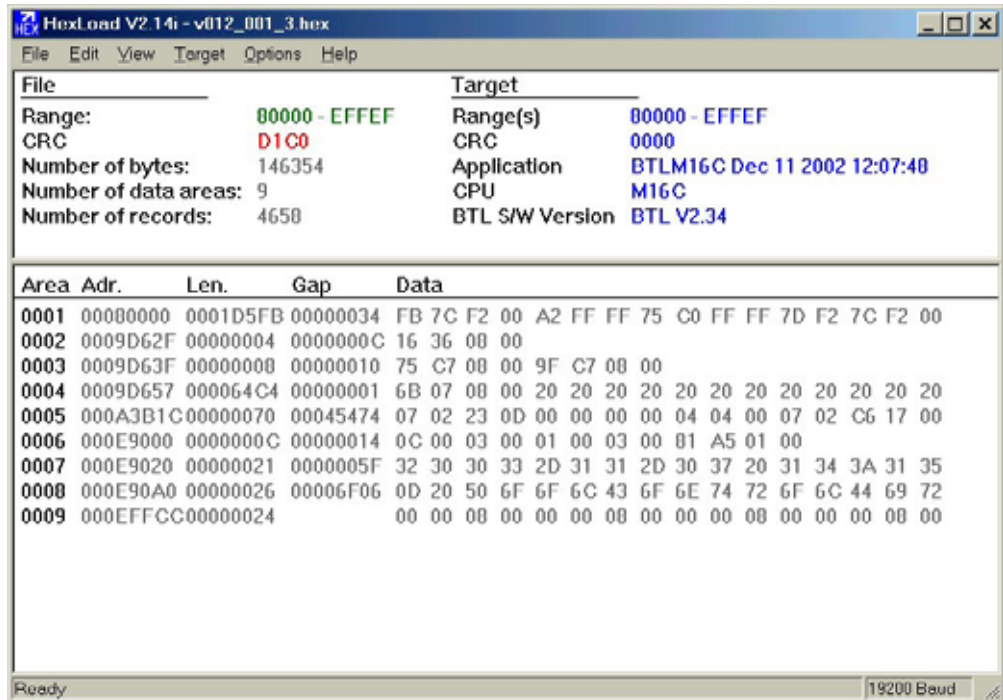 HexLoad V2.14i - v012_001_3.hex
File Edit View Target Options Help
File Target
Range: 80000 - EFFEF Range(s) 80000 - EFFEF
CRC D1C0 CRC 0000
Number of bytes: 146354 Application BTLM16C Dec 11 2002 12:07:48
Number of data areas: 9 CPU M16C
Number of records: 4658 BTL S/W Version BTL V2.34
Area Adr. Len. Gap Data
0001 00080000 0001D5FB 00000034 FB 7C F2 00 A2 FF FF 75 C0 FF FF 7D F2 7C F2 00
0002 0009D62F 00000004 0000000C 16 36 08 00
0003 0009D63F 00000008 00000010 75 C7 08 00 9F C7 08 00
0004 0009D657 000064C4 00000001 6B 07 08 00 20 20 20 20 20 20 20 20 20 20 20 20
0005 000A3B1C 00000070 00045474 07 02 23 0D 00 00 00 00 04 04 00 07 02 C6 17 00
0006 000E9000 0000000C 00000014 0C 00 03 00 01 00 03 00 81 A5 01 00
0007 000E9020 00000021 0000005F 32 30 30 33 2D 31 31 2D 30 37 20 31 34 3A 31 35
0008 000E90A0 00000026 00006F06 0D 20 50 6F 6F 6C 43 6F 6E 74 72 6F 6C 44 69 72
0009 000EFFCC 00000024 00 00 08 00 00 00 08 00 00 00 08 00 00 00 08 00
Ready 19200 Baud